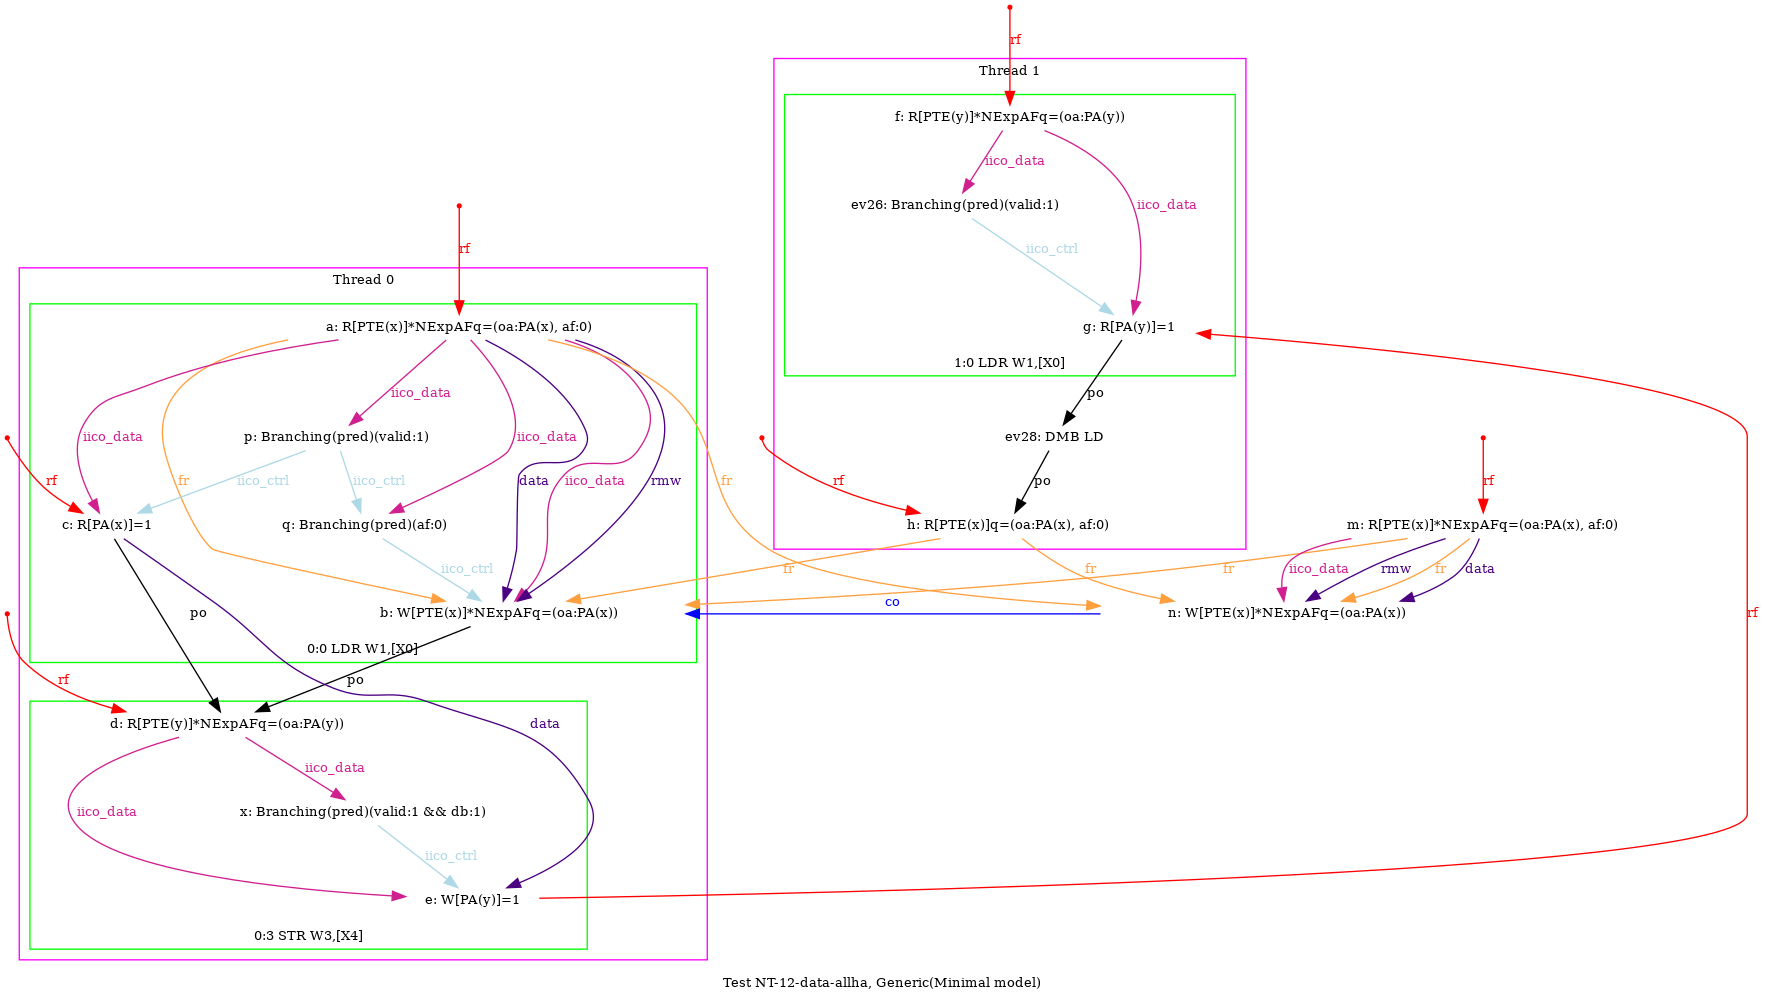 rf
Thread 1
f: R[PTE(y)]*NExpAFq=(oa:PA(y))
iico_data
ev26: Branching(pred)(valid:1)
iico_data
rf
iico_ctrl
Thread 0
a: R[PTE(x)]*NExpAFq=(oa:PA(x), af:0)
g: R[PA(y)]=1
1:0 LDR W1,[X0]
iico_data
po
iico_data
p: Branching(pred)(valid:1)
iico_data
ev28: DMB LD
rf
iico_ctrl
iico_ctrl
fr
data
iico_data
rmw
fr
rf
po
rf
c: R[PA(x)]=1
q: Branching(pred)(af:0)
h: R[PTE(x)]q=(oa:PA(x), af:0)
m: R[PTE(x)]*NExpAFq=(oa:PA(x), af:0)
iico_ctrl
fr
fr
fr
iico_data
rmw
fr
data
co
po
b: W[PTE(x)]*NExpAFq=(oa:PA(x))
n: W[PTE(x)]*NExpAFq=(oa:PA(x))
rf
0:0 LDR W1,[X0]
rf
po
d: R[PTE(y)]*NExpAFq=(oa:PA(y))
data
iico_data
iico_data
x: Branching(pred)(valid:1 && db:1)
iico_ctrl
e: W[PA(y)]=1
0:3 STR W3,[X4]
Test NT-12-data-allha, Generic(Minimal model)